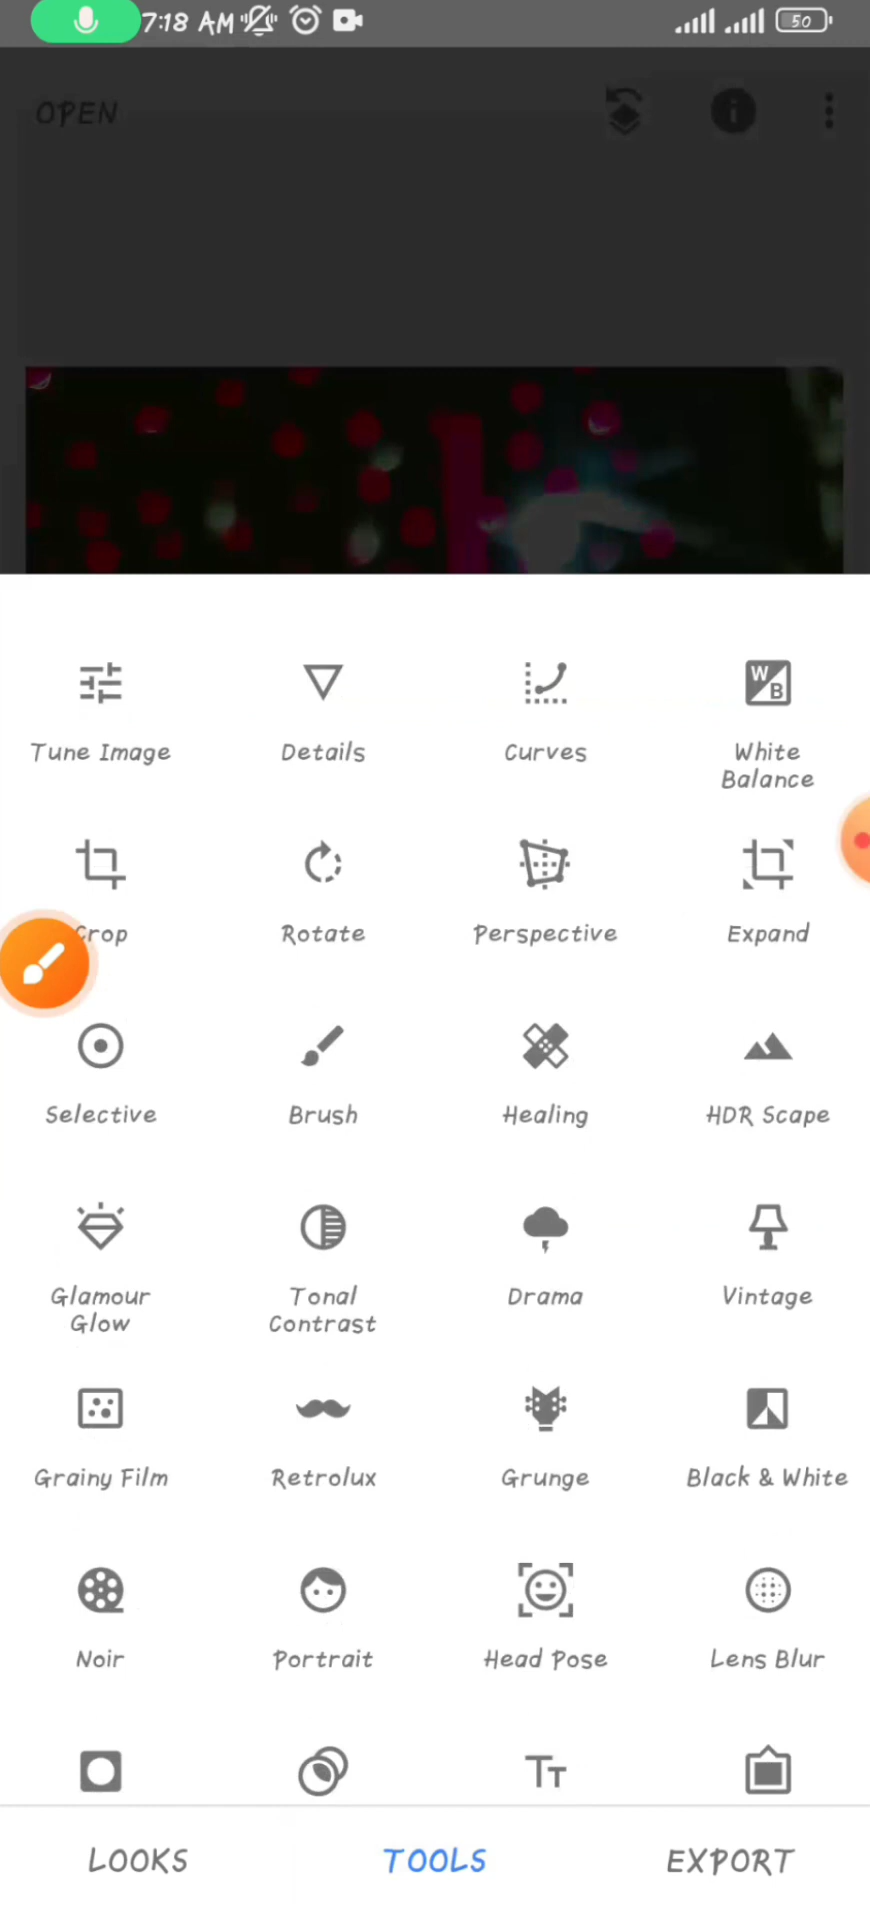 7:18 AM
50
OPEN
i
W
B
Tune Image
Details
Curves
White
Balance
Crop
Rotate
Perspective
Expand
Selective
Brush
Healing
HDR Scape
Glamour
Glow
Tonal
Contrast
Drama
Vintage
Grainy Film
Retrolux
Grunge
Black & White
Noir
Portrait
Head Pose
Lens Blur
TT
LOOKS
TOOLS
EXPORT